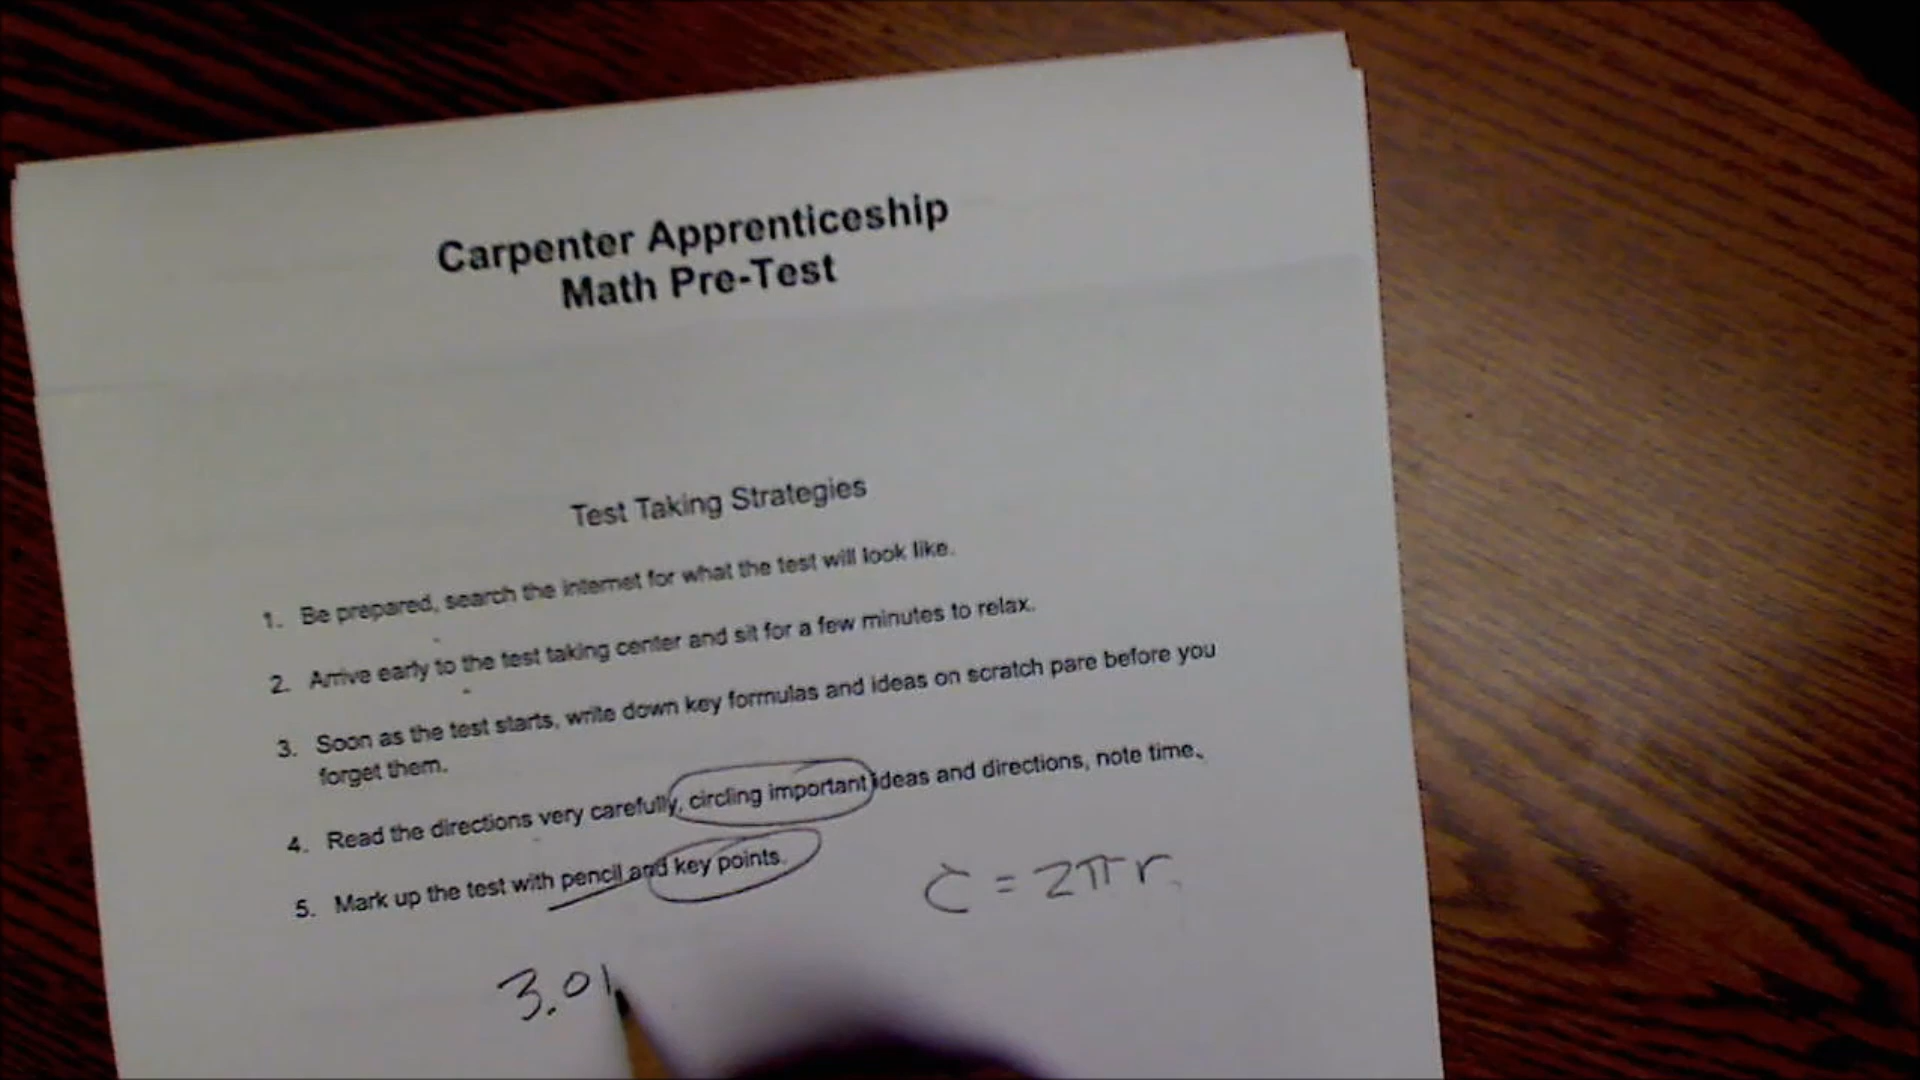 Carpenter Apprenticeship
Math Pre-Test
Test Taking Strategies
1. Be prepared, search the internet for what the test will look like.
2. Arrive early to the test taking center and sit for a few minutes to relax.
3. Soon as the test starts, write down key formulas and ideas on scratch pare before you
forget them.
4. Read the directions very carefully, circling important ideas and directions, note time.
5. Mark up the test with pencil and key points.
C = 2πr
3.01